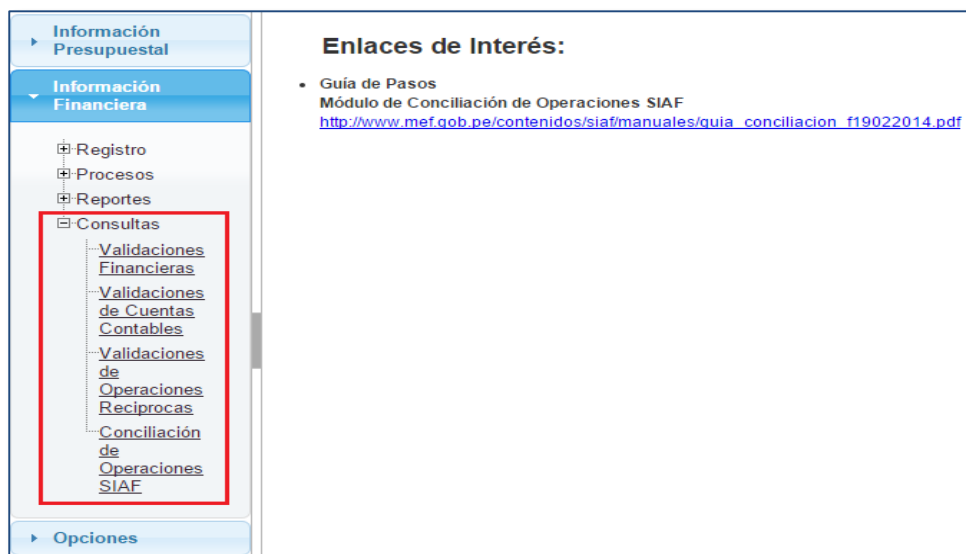 Información
Presupuestal
Información
Financiera
Registro
Procesos
Reportes
Consultas
Validaciones
Financieras
Validaciones
de Cuentas
Contables
Validaciones
de
Operaciones
Reciprocas
Conciliación
de
Operaciones
SIAF
Opciones
Enlaces de Interés:
Guía de Pasos
Módulo de Conciliación de Operaciones SIAF
http://www.mef.gob.pe/contenidos/siaf/manuales/guia_conciliacion_f19022014.pdf